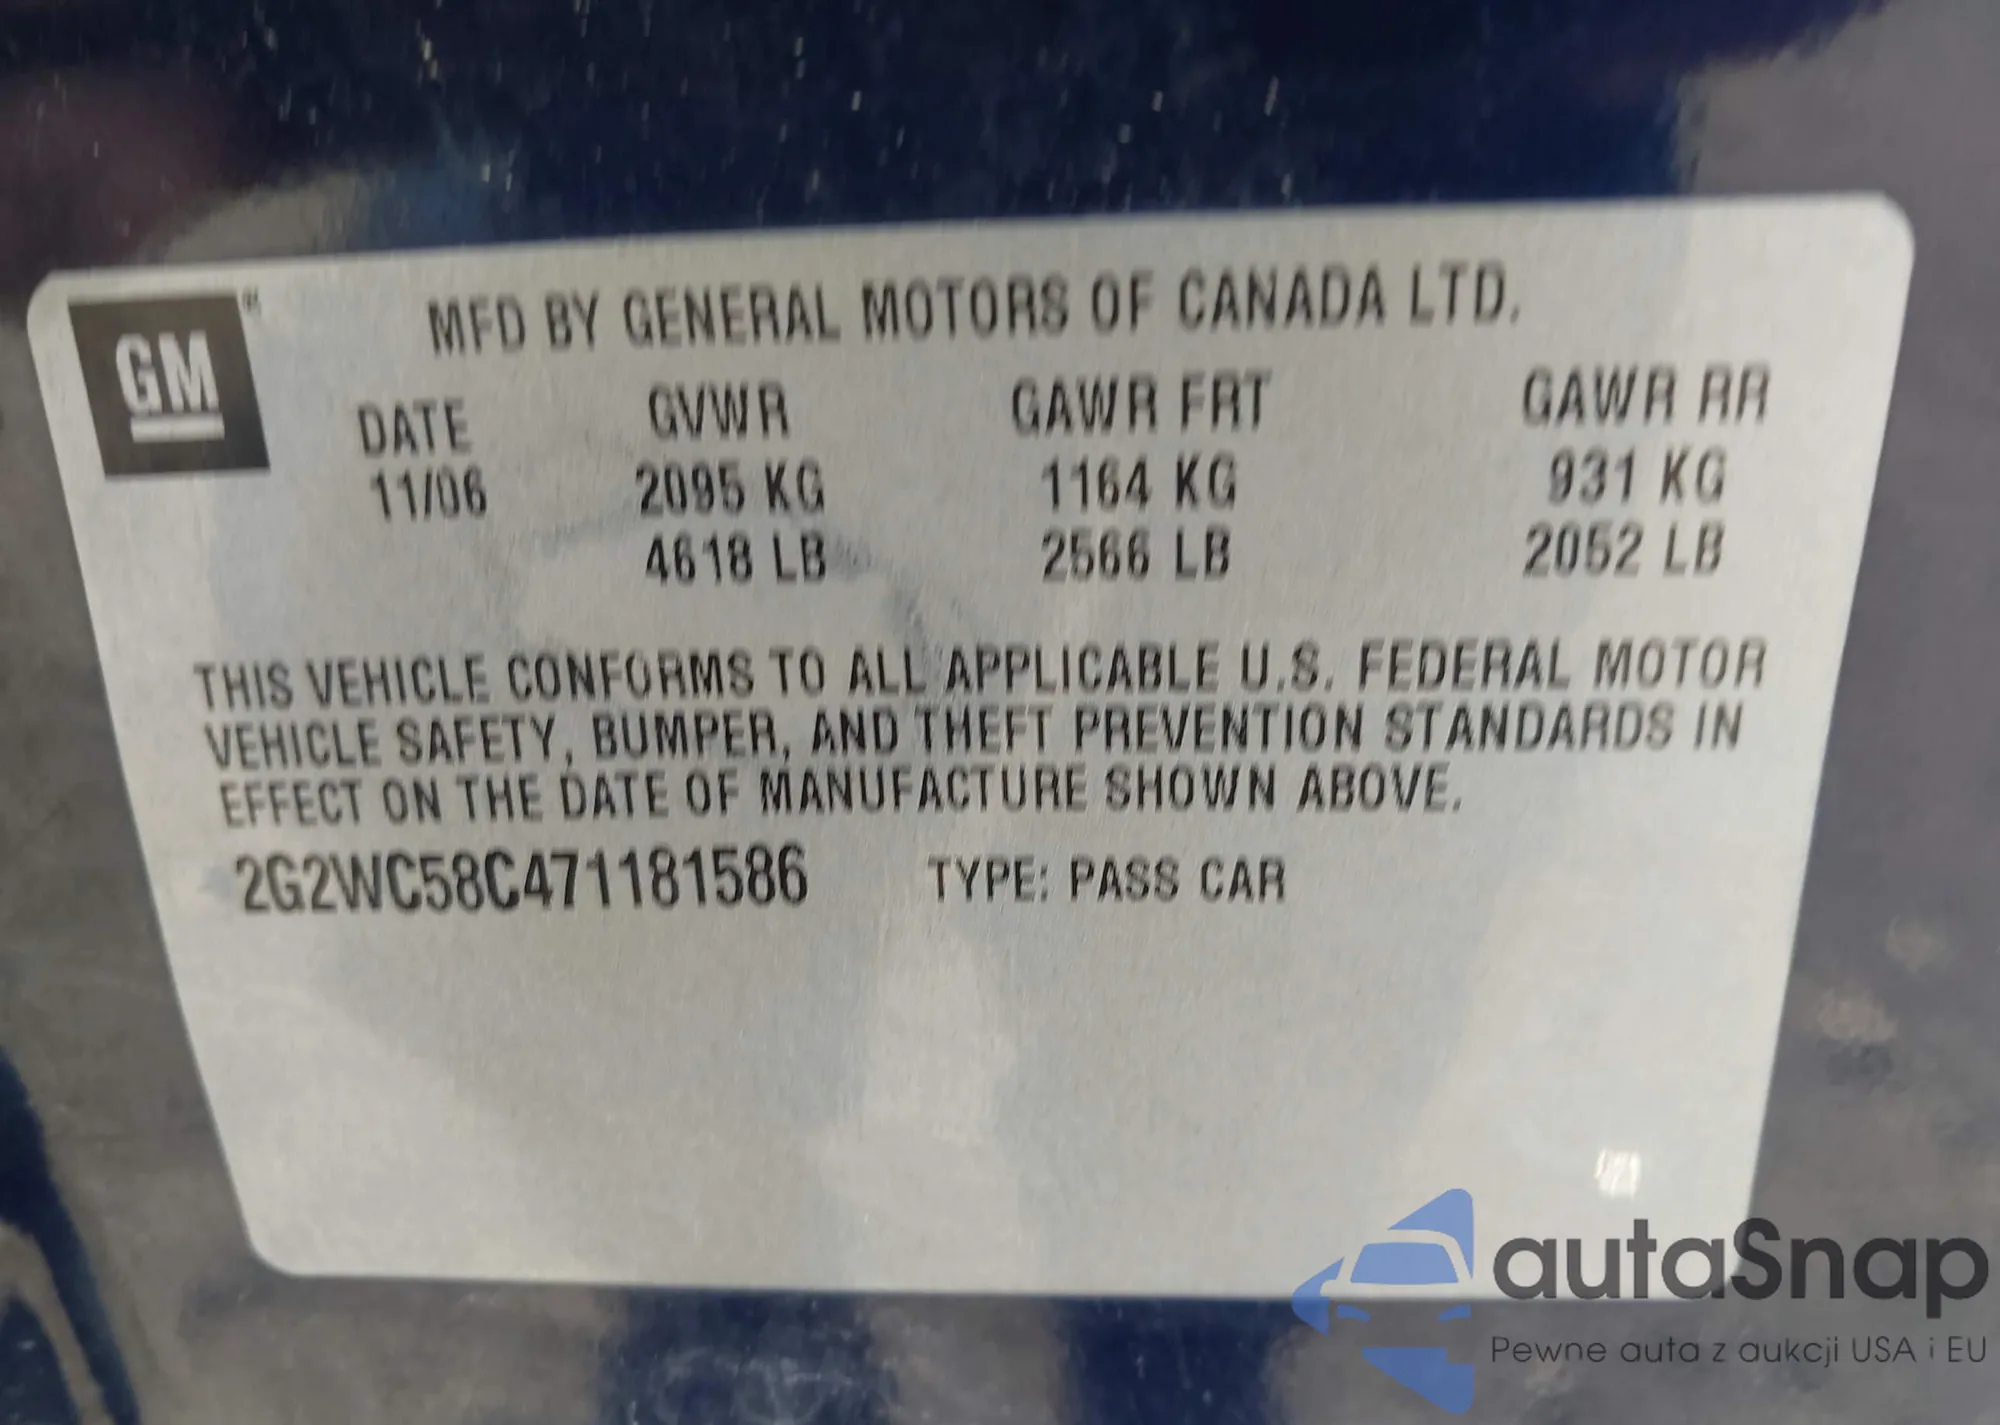 GM
MFD BY GENERAL MOTORS OF CANADA LTD.
DATE GVWR GAWR FRT GAWR RR
11/06 2095 KG 1164 KG 931 KG
4618 LB 2566 LB 2052 LB
THIS VEHICLE CONFORMS TO ALL APPLICABLE U.S. FEDERAL MOTOR
VEHICLE SAFETY, BUMPER, AND THEFT PREVENTION STANDARDS IN
EFFECT ON THE DATE OF MANUFACTURE SHOWN ABOVE.
2G2WC58C471181586 TYPE: PASS CAR
autaSnap
Pewne auta z aukcji USA i EU